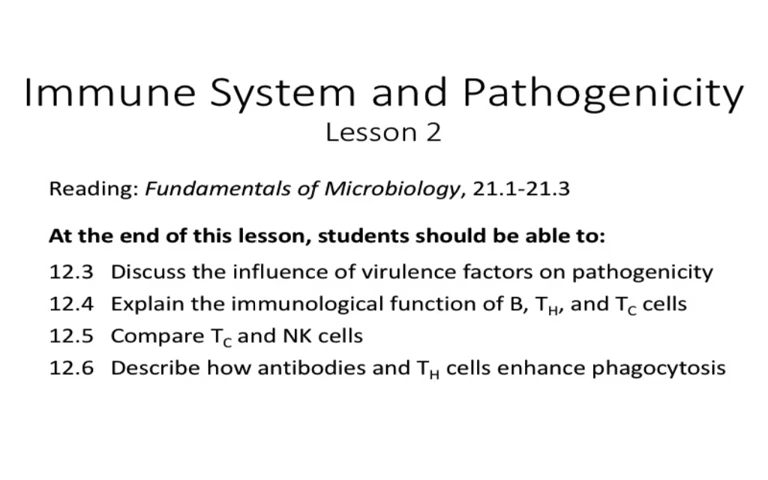 Immune System and Pathogenicity
Lesson 2
Reading: Fundamentals of Microbiology, 21.1-21.3
At the end of this lesson, students should be able to:
12.3 Discuss the influence of virulence factors on pathogenicity
12.4 Explain the immunological function of B, TH, and TC cells
12.5 Compare TC and NK cells
12.6 Describe how antibodies and TH cells enhance phagocytosis